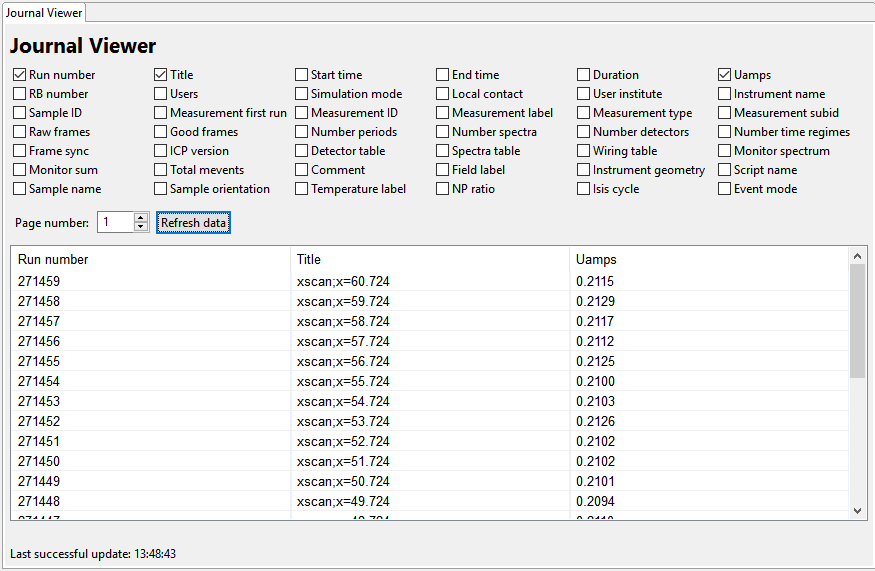 Journal Viewer
Journal Viewer
Run number Title Start time End time Duration Uamps
RB number Users Simulation mode Local contact User institute Instrument name
Sample ID Measurement first run Measurement ID Measurement label Measurement type Measurement subid
Raw frames Good frames Number periods Number spectra Number detectors Number time regimes
Frame sync ICP version Detector table Spectra table Wiring table Monitor spectrum
Monitor sum Total mevents Comment Field label Instrument geometry Script name
Sample name Sample orientation Temperature label NP ratio Isis cycle Event mode
Page number: 1 Refresh data
Run number Title Uamps
271459 xscan;x=60.724 0.2115
271458 xscan;x=59.724 0.2129
271457 xscan;x=58.724 0.2117
271456 xscan;x=57.724 0.2112
271455 xscan;x=56.724 0.2125
271454 xscan;x=55.724 0.2100
271453 xscan;x=54.724 0.2103
271452 xscan;x=53.724 0.2126
271451 xscan;x=52.724 0.2102
271450 xscan;x=51.724 0.2102
271449 xscan;x=50.724 0.2101
271448 xscan;x=49.724 0.2094
Last successful update: 13:48:43